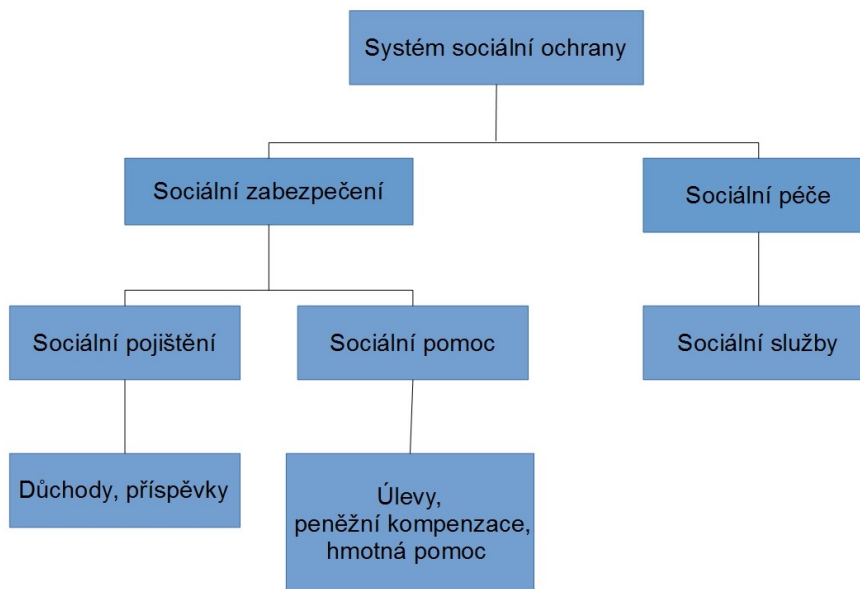 Systém sociální ochrany
Sociální zabezpečení
Sociální péče
Sociální pojištění
Sociální pomoc
Sociální služby
Důchody, příspěvky
Úlevy,
peněžní kompenzace,
hmotná pomoc